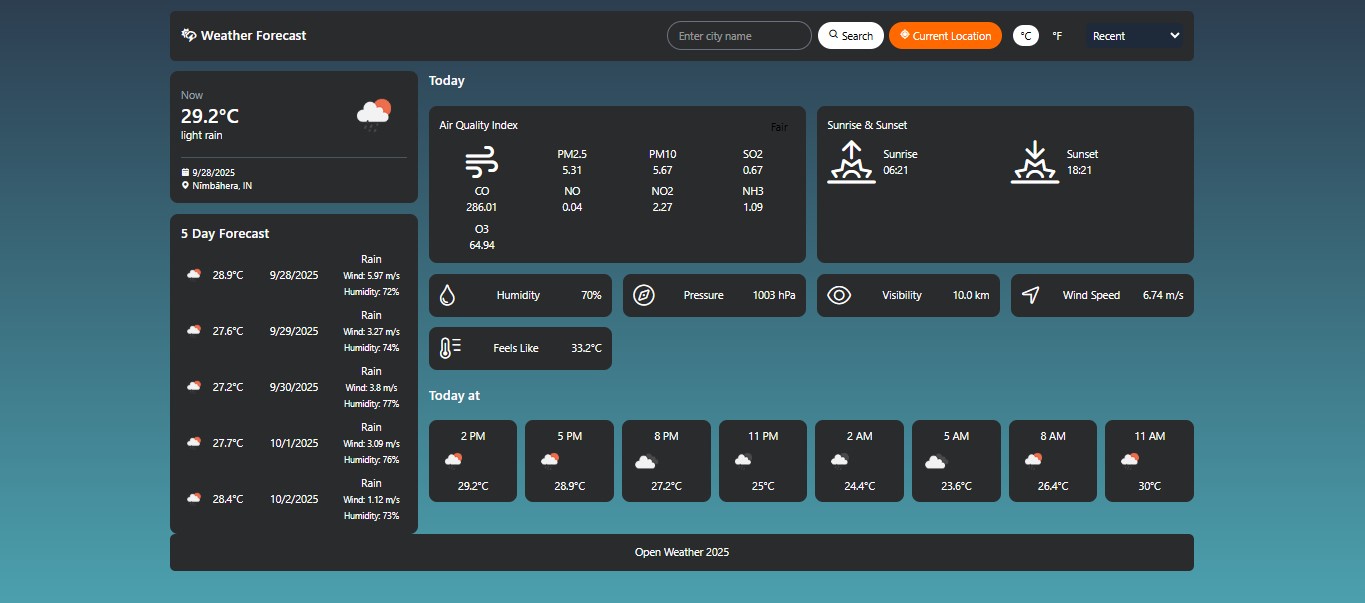 Weather Forecast
Enter city name
Search
Current Location
°C
°F
Recent
Now
29.2°C
light rain
9/28/2025
Nimbāhera, IN
5 Day Forecast
28.9°C 9/28/2025 Rain
Wind: 5.97 m/s
Humidity: 72%
27.6°C 9/29/2025 Rain
Wind: 3.27 m/s
Humidity: 74%
27.2°C 9/30/2025 Rain
Wind: 3.8 m/s
Humidity: 77%
27.7°C 10/1/2025 Rain
Wind: 3.09 m/s
Humidity: 76%
28.4°C 10/2/2025 Rain
Wind: 1.12 m/s
Humidity: 73%
Today
Air Quality Index Fair
PM2.5 PM10 SO2
5.31 5.67 0.67
CO NO NO2 NH3
286.01 0.04 2.27 1.09
O3
64.94
Sunrise & Sunset
Sunrise
06:21
Sunset
18:21
Humidity 70%
Pressure 1003 hPa
Visibility 10.0 km
Wind Speed 6.74 m/s
Feels Like 33.2°C
Today at
2 PM 5 PM 8 PM 11 PM 2 AM 5 AM 8 AM 11 AM
29.2°C 28.9°C 27.2°C 25°C 24.4°C 23.6°C 26.4°C 30°C
Open Weather 2025